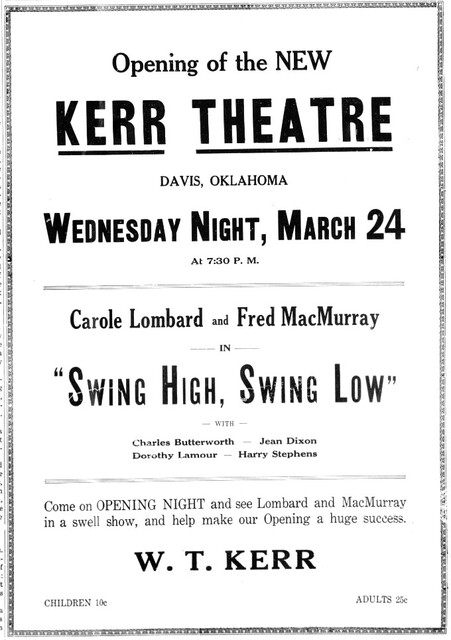 Opening of the NEW
KERR THEATRE
DAVIS, OKLAHOMA
WEDNESDAY NIGHT, MARCH 24
At 7:30 P. M.
Carole Lombard and Fred MacMurray
IN
"SWING HIGH, SWING LOW"
— WITH —
Charles Butterworth — Jean Dixon
Dorothy Lamour — Harry Stephens
Come on OPENING NIGHT and see Lombard and MacMurray
in a swell show, and help make our Opening a huge success.
W. T. KERR
CHILDREN 10c ADULTS 25c